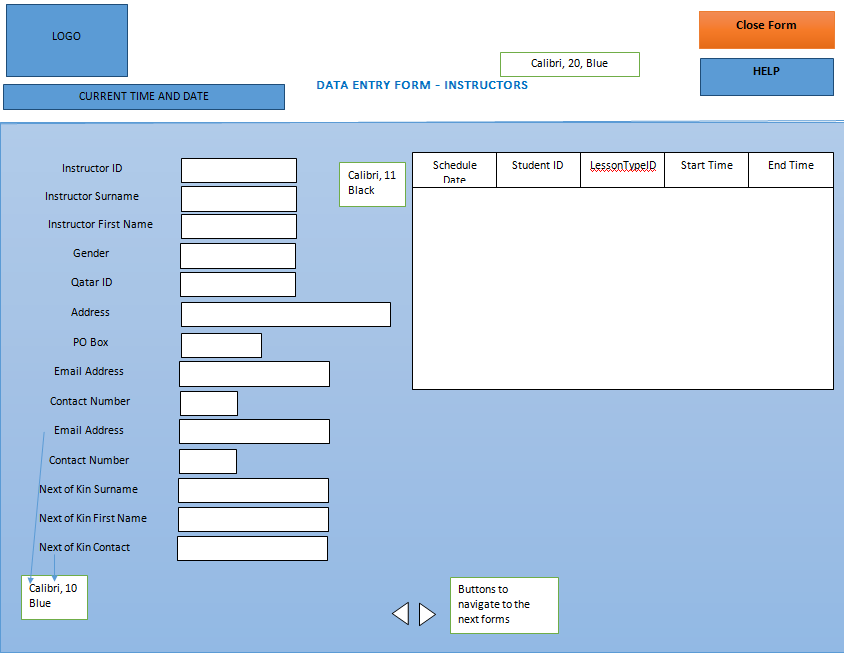 LOGO
Close Form
Calibri, 20, Blue
HELP
DATA ENTRY FORM - INSTRUCTORS
CURRENT TIME AND DATE
Instructor ID
Instructor Surname
Instructor First Name
Gender
Qatar ID
Address
PO Box
Email Address
Contact Number
Email Address
Contact Number
Next of Kin Surname
Next of Kin First Name
Next of Kin Contact
Calibri, 10
Blue
Calibri, 11
Black
Schedule
Date
Student ID
LessonTypeID
Start Time
End Time
Buttons to
navigate to the
next forms